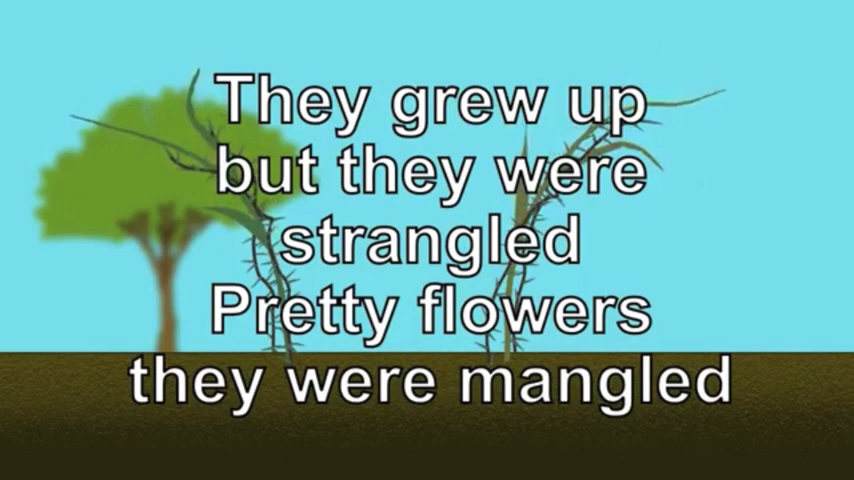 They grew up
but they were
strangled
Pretty flowers
they were mangled